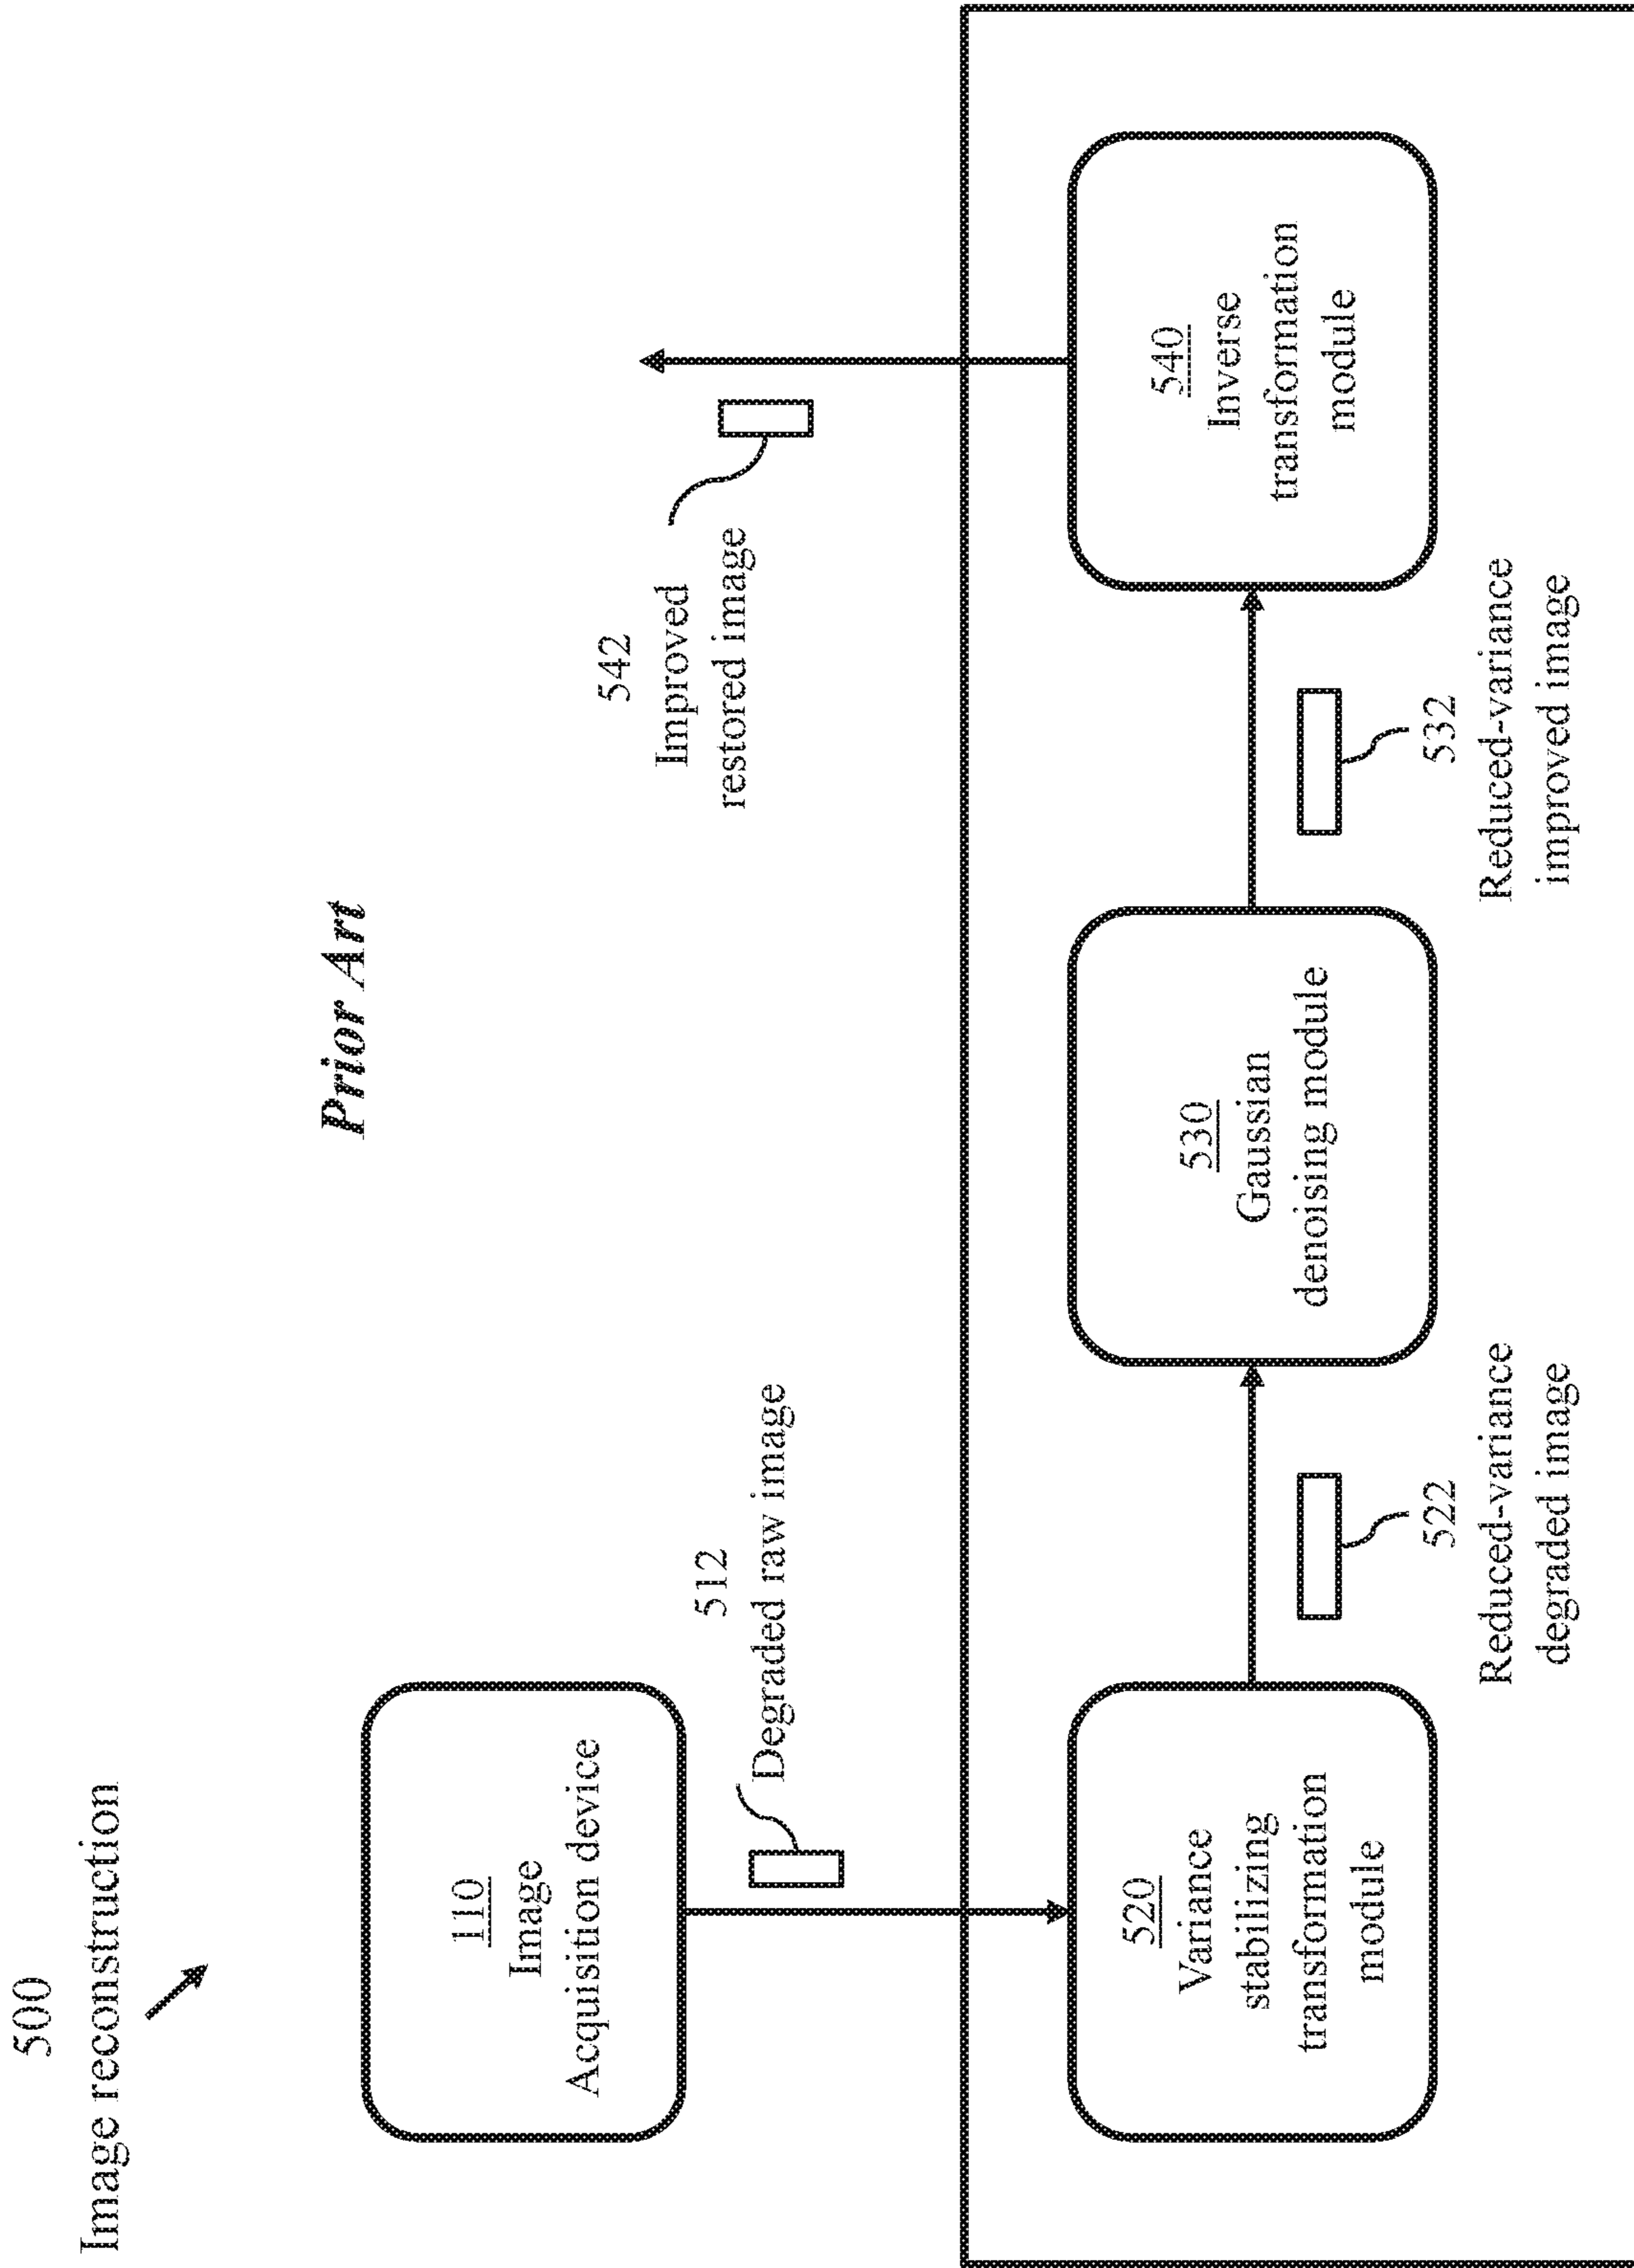 500
Image reconstruction
Prior Art
110
Image
Acquisition device
512
Degraded raw image
542
Improved
restored image
520
Variance
stabilizing
transformation
module
522
Reduced-variance
degraded image
530
Gaussian
denoising module
532
Reduced-variance
improved image
540
Inverse
transformation
module